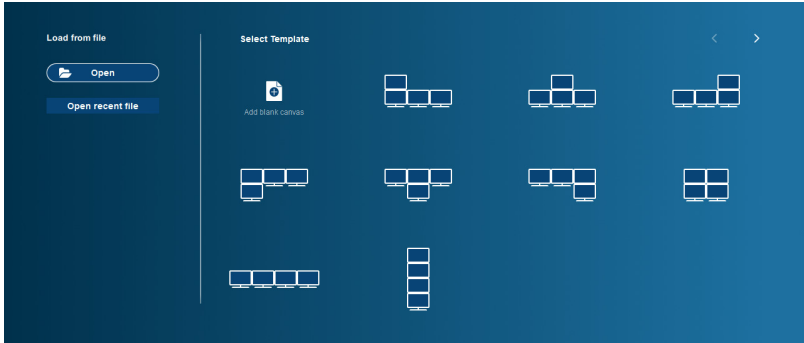 Load from file
Select Template
Open
Open recent file
Add blank canvas